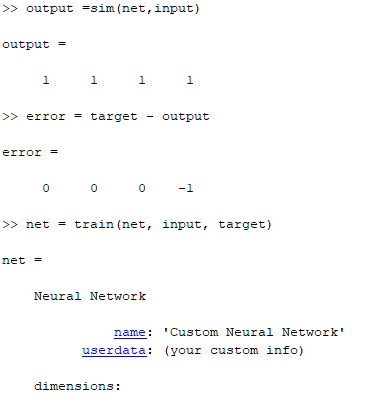 >> output =sim(net,input)
output =
1 1 1 1
>> error = target - output
error =
0 0 0 -1
>> net = train(net, input, target)
net =
Neural Network
name: 'Custom Neural Network'
userdata: (your custom info)
dimensions: